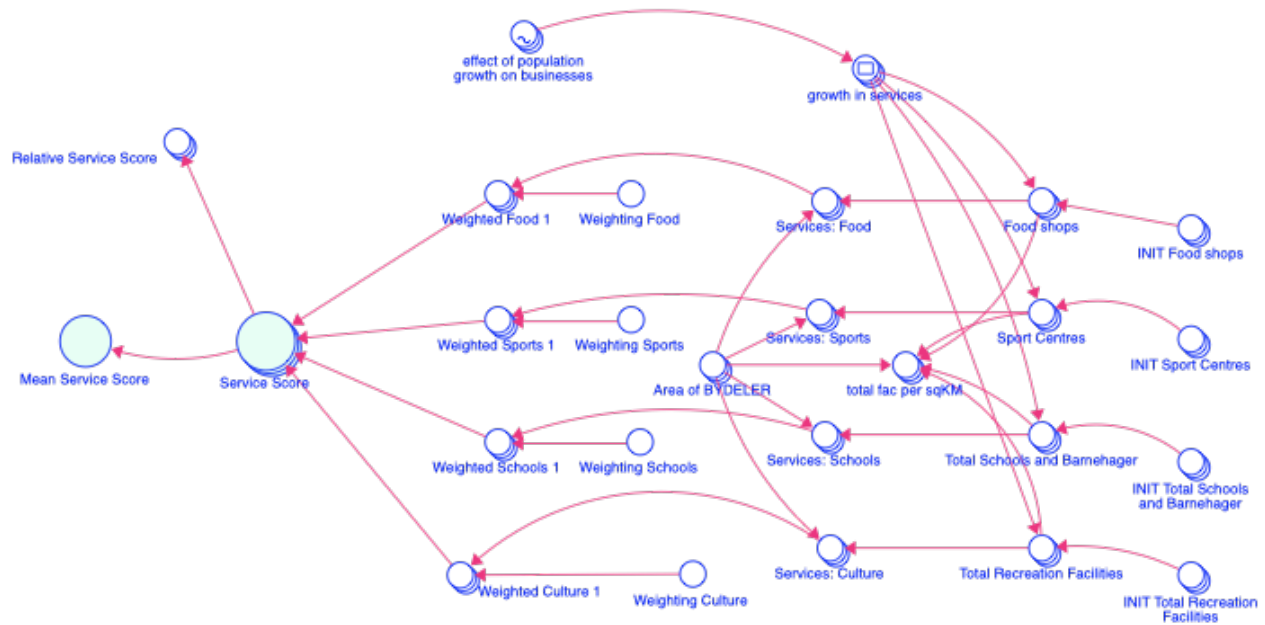 effect of population
growth on businesses
growth in services
Relative Service Score
Weighted Food 1
Weighting Food
Services: Food
Food shops
INIT Food shops
Weighted Sports 1
Weighting Sports
Services: Sports
Sport Centres
INIT Sport Centres
Mean Service Score
Service Score
Area of BYDELER
total fac per sqKM
Weighted Schools 1
Weighting Schools
Services: Schools
Total Schools and Barnehager
INIT Total Schools
and Barnehager
Weighted Culture 1
Weighting Culture
Services: Culture
Total Recreation Facilities
INIT Total Recreation
Facilities